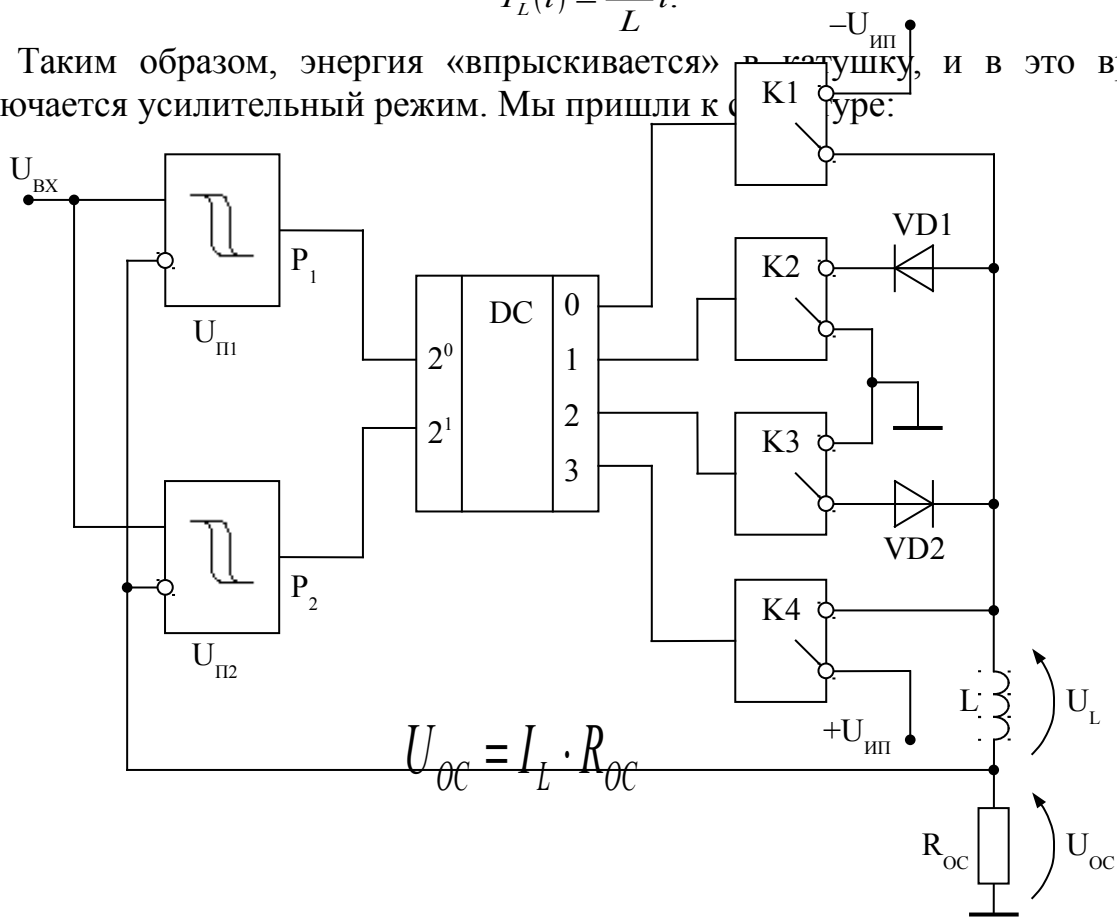 I_L(t) = L t.
Таким образом, энергия «впрыскивается» в катушку, и в это
ключается усилительный режим. Мы пришли к
–U_ИП
K1
U_ВХ
P_1
U_П1
K2
VD1
DC
0
1
2
3
2^0
2^1
K3
VD2
P_2
U_П2
K4
+U_ИП
L
U_L
U_ОС = I_L · R_ОС
R_ОС
U_ОС